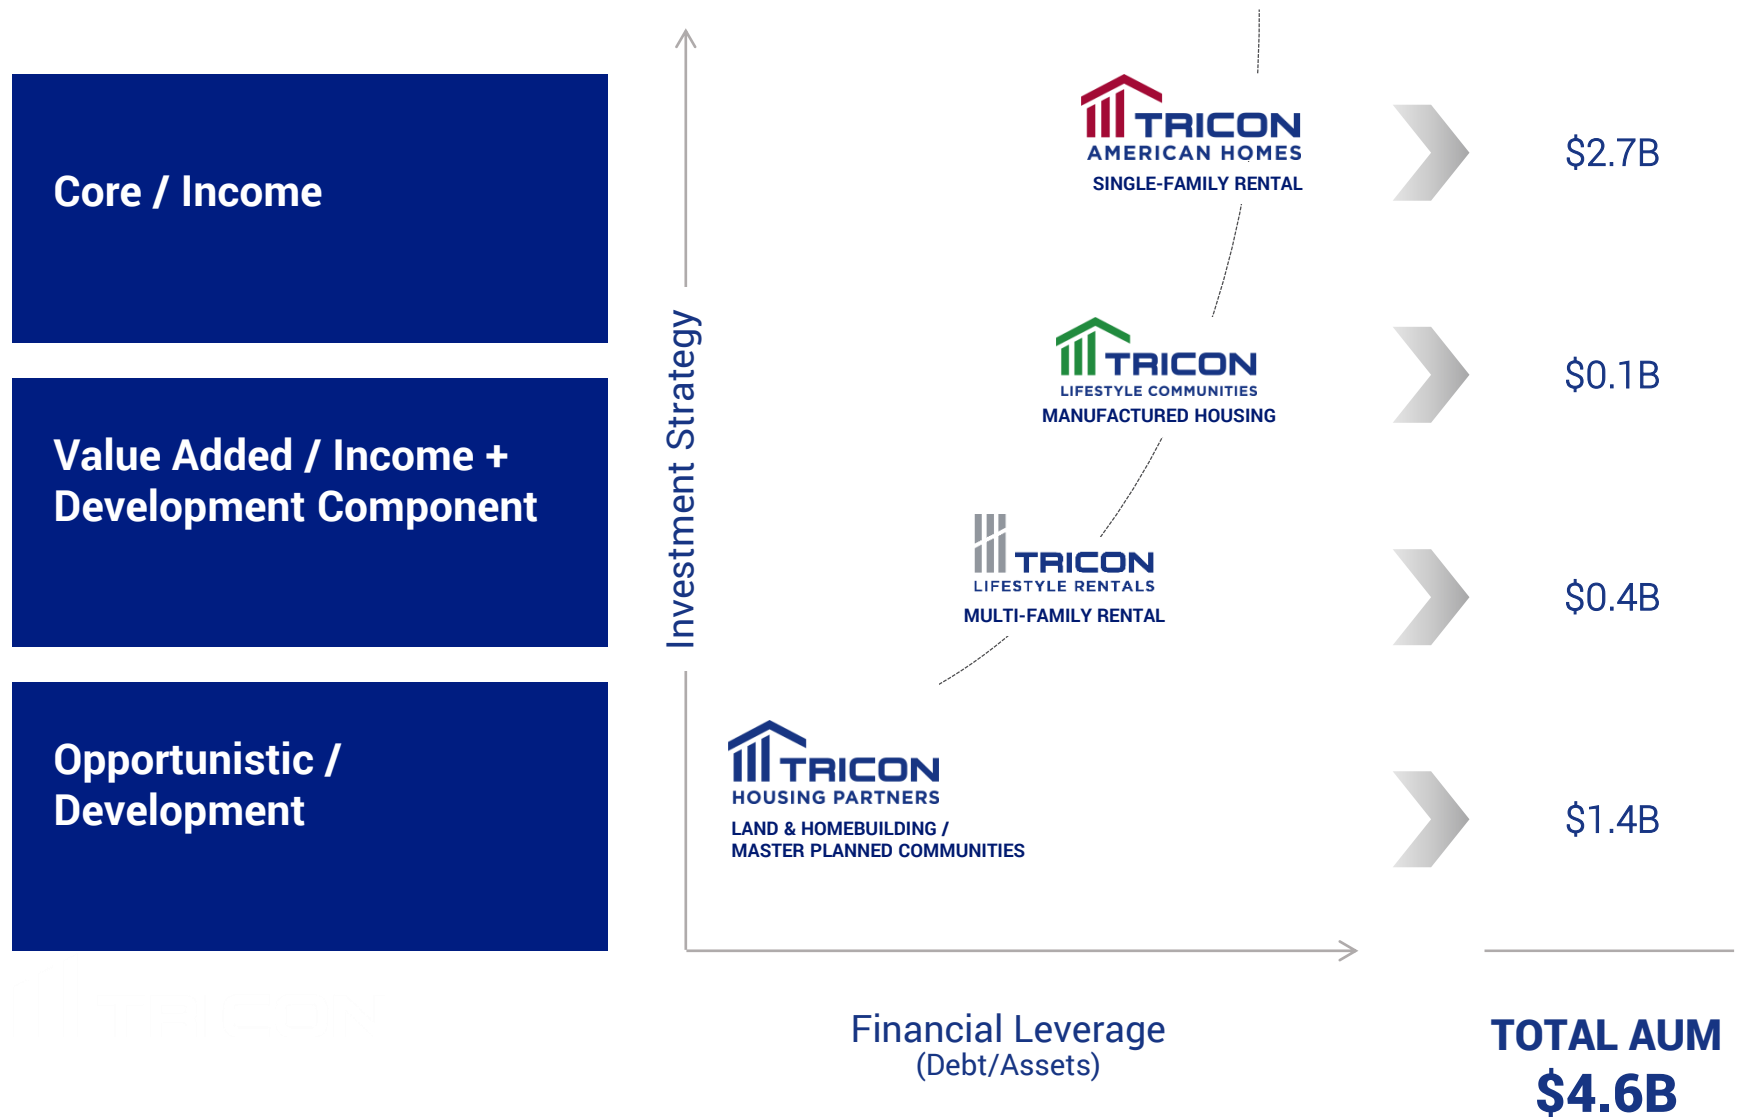 Core / Income
Value Added / Income +
Development Component
Opportunistic /
Development
Investment Strategy
TRICON
AMERICAN HOMES
SINGLE-FAMILY RENTAL
$2.7B
TRICON
LIFESTYLE COMMUNITIES
MANUFACTURED HOUSING
$0.1B
TRICON
LIFESTYLE RENTALS
MULTI-FAMILY RENTAL
$0.4B
TRICON
HOUSING PARTNERS
LAND & HOMEBUILDING /
MASTER PLANNED COMMUNITIES
$1.4B
Financial Leverage
(Debt/Assets)
TOTAL AUM
$4.6B